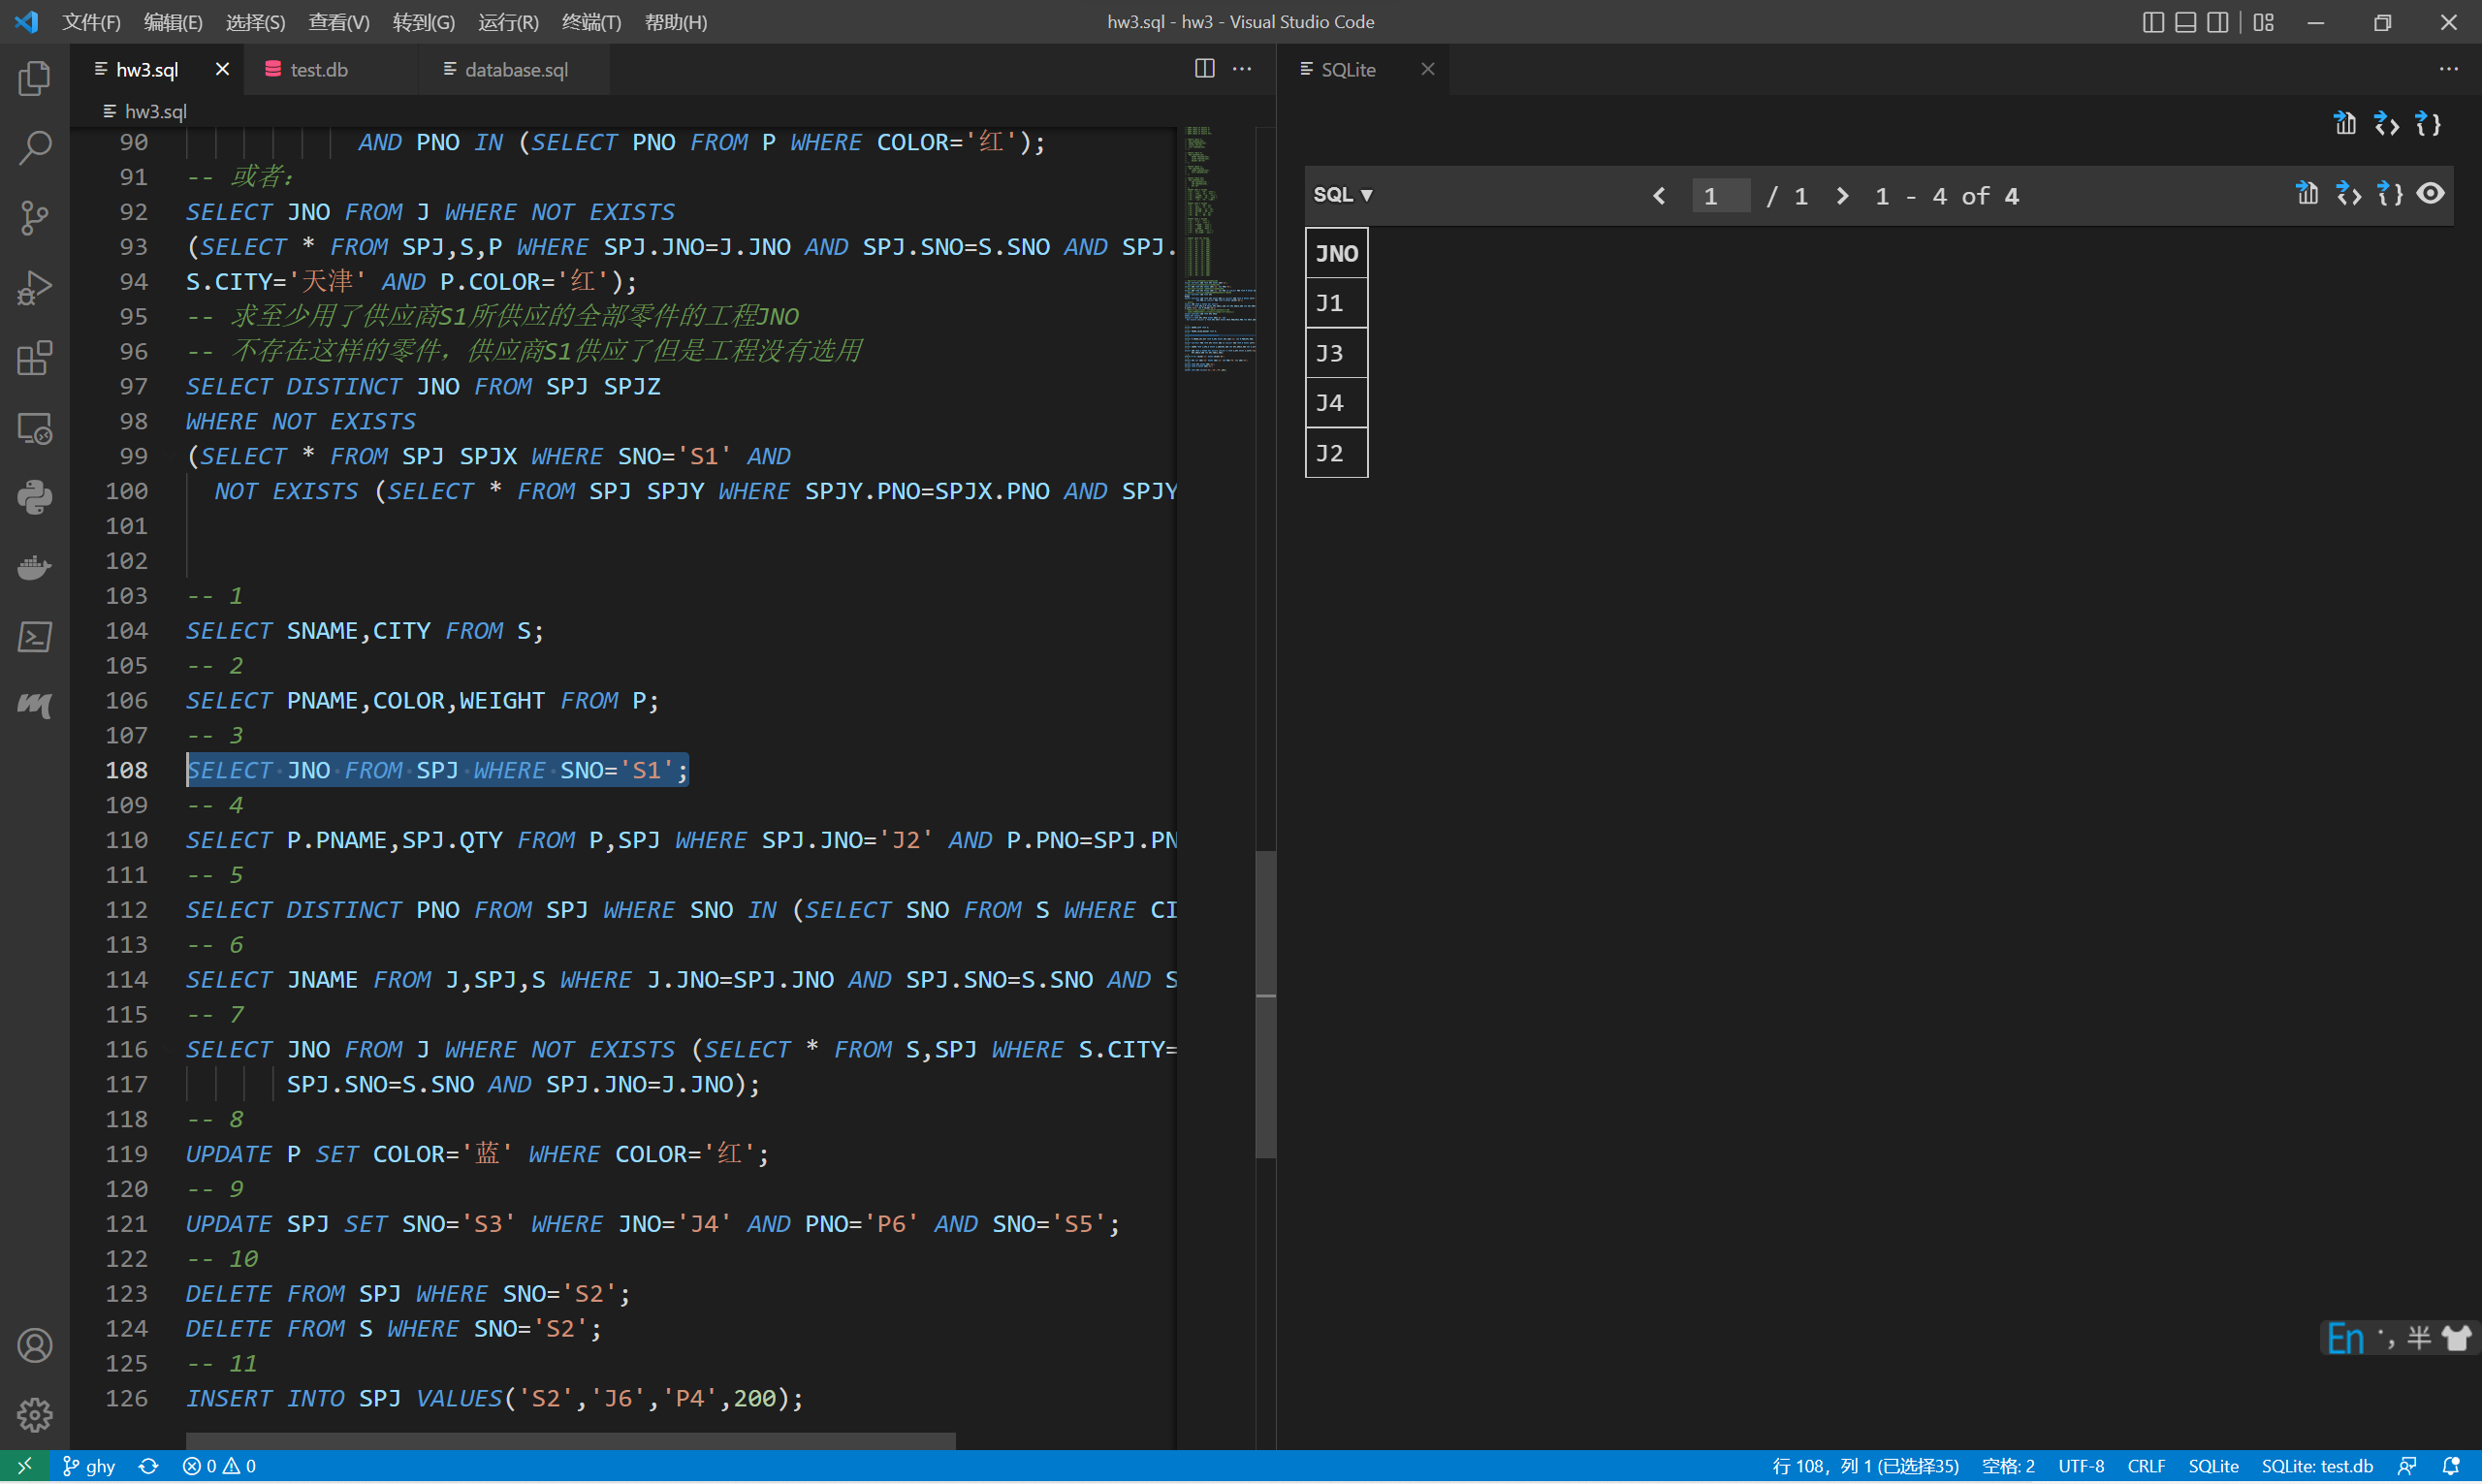 文件(F) 编辑(E) 选择(S) 查看(V) 转到(G) 运行(R) 终端(T) 帮助(H) hw3.sql - hw3 - Visual Studio Code
hw3.sql test.db database.sql
hw3.sql
90 AND PNO IN (SELECT PNO FROM P WHERE COLOR='红');
91 -- 或者：
92 SELECT JNO FROM J WHERE NOT EXISTS
93 (SELECT * FROM SPJ,S,P WHERE SPJ.JNO=J.JNO AND SPJ.SNO=S.SNO AND SPJ.
94 S.CITY='天津' AND P.COLOR='红');
95 -- 求至少用了供应商S1所供应的全部零件的工程JNO
96 -- 不存在这样的零件，供应商S1供应了但是工程没有选用
97 SELECT DISTINCT JNO FROM SPJ SPJZ
98 WHERE NOT EXISTS
99 (SELECT * FROM SPJ SPJX WHERE SNO='S1' AND
100 NOT EXISTS (SELECT * FROM SPJ SPJY WHERE SPJY.PNO=SPJX.PNO AND SPJY
101
102
103 -- 1
104 SELECT SNAME,CITY FROM S;
105 -- 2
106 SELECT PNAME,COLOR,WEIGHT FROM P;
107 -- 3
108 SELECT JNO FROM SPJ WHERE SNO='S1';
109 -- 4
110 SELECT P.PNAME,SPJ.QTY FROM P,SPJ WHERE SPJ.JNO='J2' AND P.PNO=SPJ.PN
111 -- 5
112 SELECT DISTINCT PNO FROM SPJ WHERE SNO IN (SELECT SNO FROM S WHERE CI
113 -- 6
114 SELECT JNAME FROM J,SPJ,S WHERE J.JNO=SPJ.JNO AND SPJ.SNO=S.SNO AND S
115 -- 7
116 SELECT JNO FROM J WHERE NOT EXISTS (SELECT * FROM S,SPJ WHERE S.CITY=
117 SPJ.SNO=S.SNO AND SPJ.JNO=J.JNO);
118 -- 8
119 UPDATE P SET COLOR='蓝' WHERE COLOR='红';
120 -- 9
121 UPDATE SPJ SET SNO='S3' WHERE JNO='J4' AND PNO='P6' AND SNO='S5';
122 -- 10
123 DELETE FROM SPJ WHERE SNO='S2';
124 DELETE FROM S WHERE SNO='S2';
125 -- 11
126 INSERT INTO SPJ VALUES('S2','J6','P4',200);
SQLite
SQL ▼ 1 / 1 1 - 4 of 4
JNO
J1
J3
J4
J2
En 半
ghy 0 0 行 108，列 1 (已选择35) 空格: 2 UTF-8 CRLF SQLite SQLite: test.db